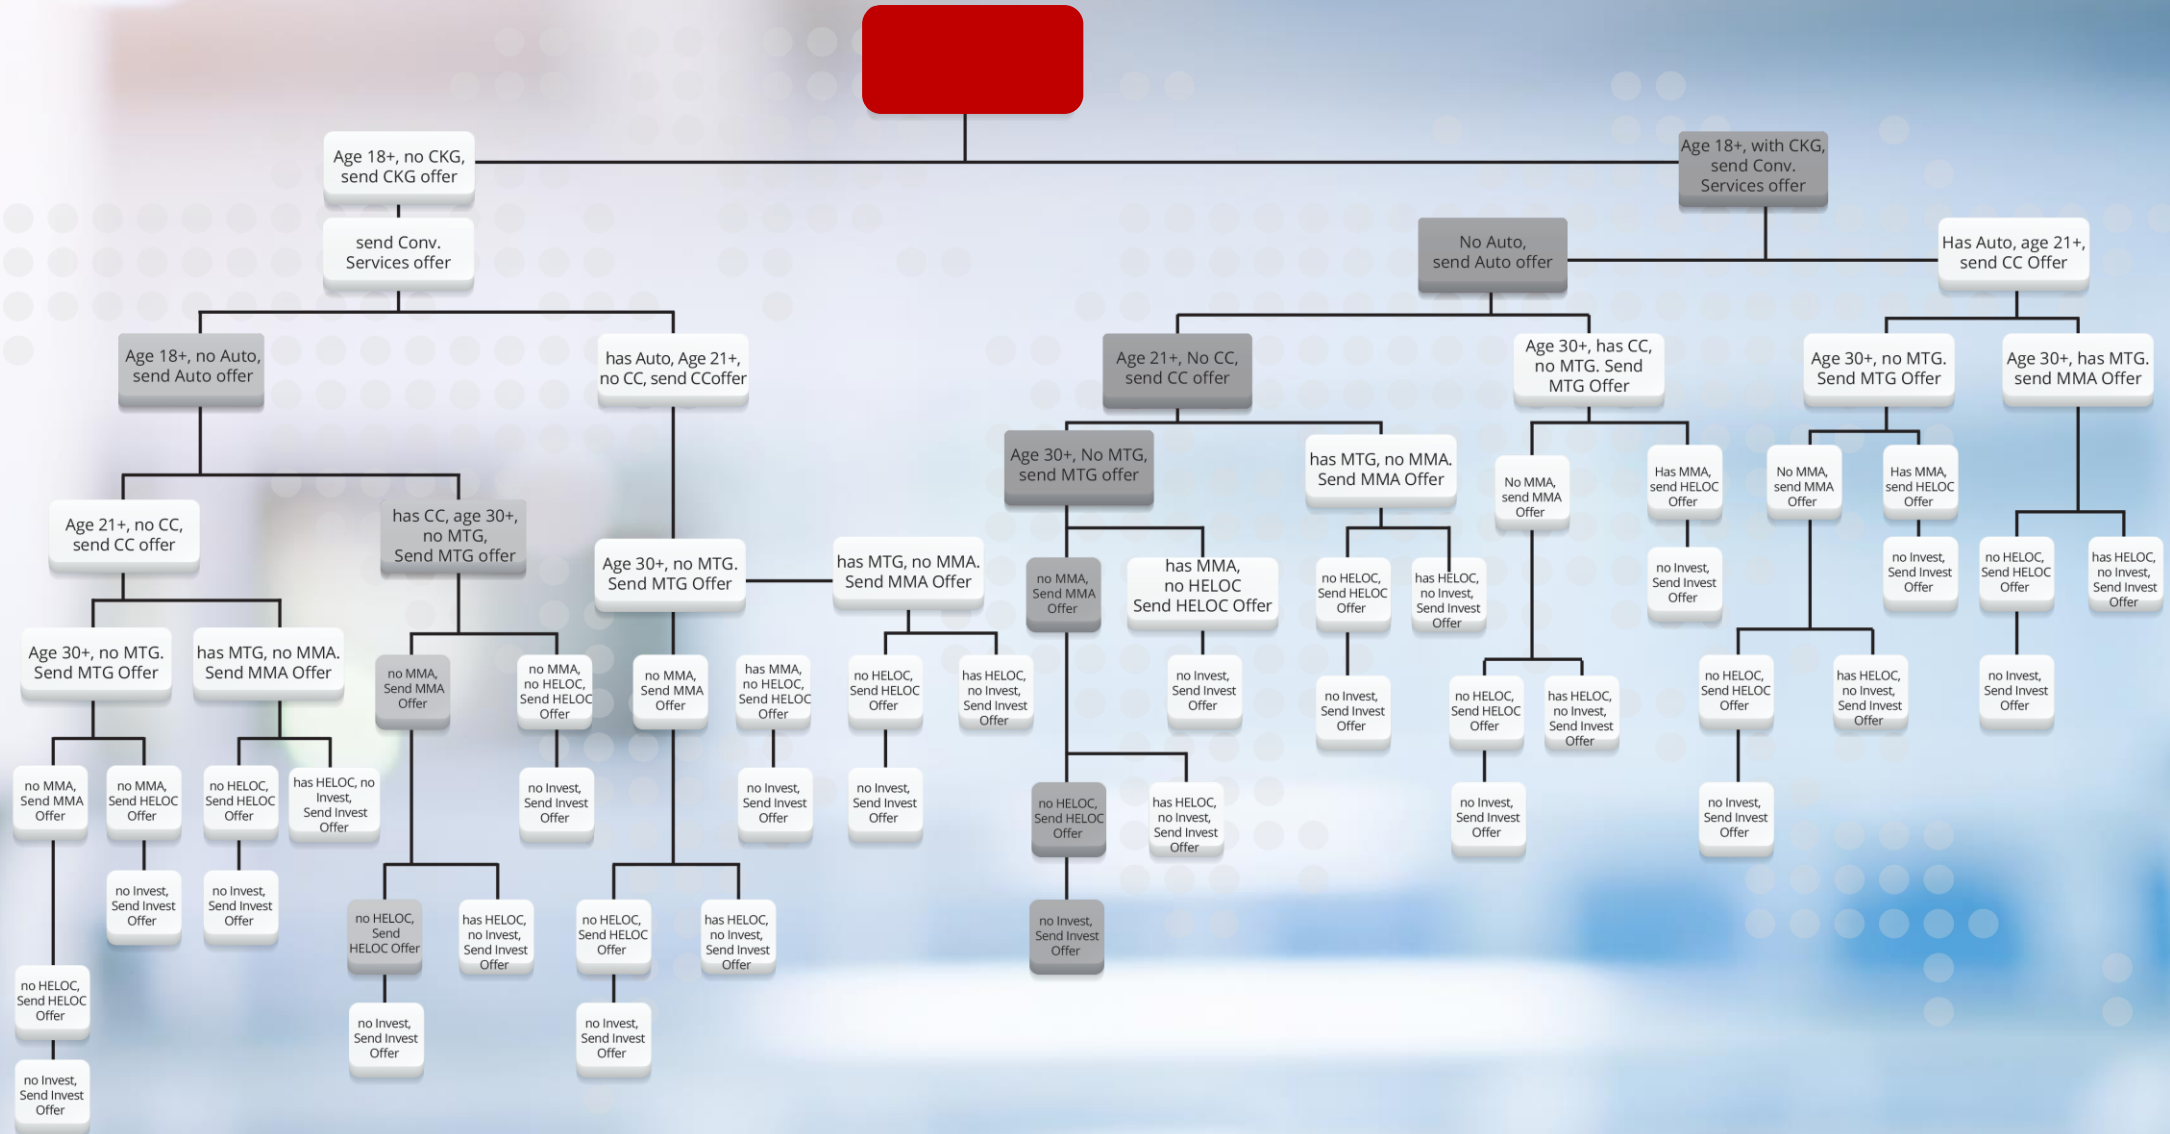 Age 18+, no CKG,
send CKG offer
Age 18+, with CKG,
send Conv.
Services offer
send Conv.
Services offer
No Auto,
send Auto offer
Has Auto, age 21+,
send CC Offer
Age 18+, no Auto,
send Auto offer
has Auto, Age 21+,
no CC, send CCoffer
Age 21+, No CC,
send CC offer
Age 30+, has CC,
no MTG. Send
MTG Offer
Age 30+, no MTG.
Send MTG Offer
Age 30+, has MTG.
send MMA Offer
Age 30+, No MTG,
send MTG offer
has MTG, no MMA.
Send MMA Offer
No MMA,
send MMA
Offer
Has MMA,
send HELOC
Offer
No MMA,
send MMA
Offer
Has MMA,
send HELOC
Offer
Age 21+, no CC,
send CC offer
has CC, age 30+,
no MTG,
Send MTG offer
Age 30+, no MTG.
Send MTG Offer
has MTG, no MMA.
Send MMA Offer
no MMA,
Send MMA
Offer
has MMA,
no HELOC
Send HELOC Offer
no HELOC,
Send HELOC
Offer
has HELOC,
no Invest,
Send Invest
Offer
no Invest,
Send Invest
Offer
no Invest,
Send Invest
Offer
no HELOC,
Send HELOC
Offer
has HELOC,
no Invest,
Send Invest
Offer
Age 30+, no MTG.
Send MTG Offer
has MTG, no MMA.
Send MMA Offer
no MMA,
Send MMA
Offer
no MMA,
no HELOC,
Send HELOC
Offer
no MMA,
Send MMA
Offer
has MMA,
no HELOC,
Send HELOC
Offer
no HELOC,
Send HELOC
Offer
has HELOC,
no Invest,
Send Invest
Offer
no Invest,
Send Invest
Offer
no Invest,
Send Invest
Offer
no HELOC,
Send HELOC
Offer
has HELOC,
no Invest,
Send Invest
Offer
no HELOC,
Send HELOC
Offer
has HELOC,
no Invest,
Send Invest
Offer
no Invest,
Send Invest
Offer
no MMA,
Send MMA
Offer
no MMA,
Send HELOC
Offer
no HELOC,
Send HELOC
Offer
has HELOC, no
Invest,
Send Invest
Offer
no Invest,
Send Invest
Offer
no Invest,
Send Invest
Offer
no Invest,
Send Invest
Offer
no HELOC,
Send HELOC
Offer
has HELOC,
no Invest,
Send Invest
Offer
no Invest,
Send Invest
Offer
no Invest,
Send Invest
Offer
no Invest,
Send Invest
Offer
no Invest,
Send Invest
Offer
no HELOC,
Send
HELOC Offer
has HELOC,
no Invest,
Send Invest
Offer
no HELOC,
Send HELOC
Offer
has HELOC,
no Invest,
Send Invest
Offer
no Invest,
Send Invest
Offer
no HELOC,
Send HELOC
Offer
no Invest,
Send Invest
Offer
no Invest,
Send Invest
Offer
no Invest,
Send Invest
Offer